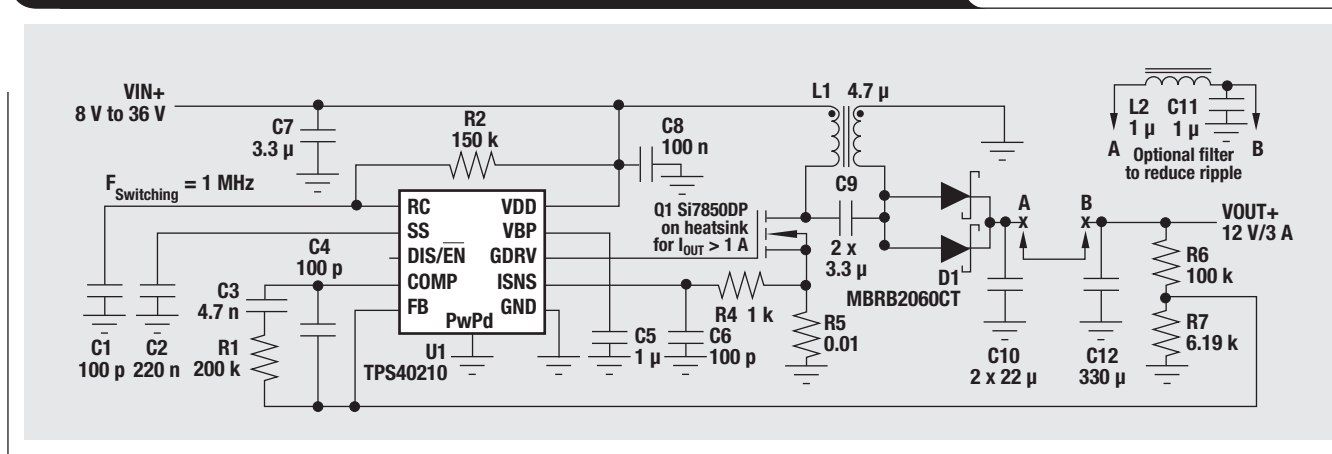 VIN+
8 V to 36 V
C7
3.3 µ
R2
150 k
C8
100 n
L1 4.7 µ
L2
1 µ
C11
1 µ
A
B
Optional filter
to reduce ripple
F Switching = 1 MHz
RC
SS
DIS/EN
COMP
FB
VDD
VBP
GDRV
ISNS
GND
PwPd
U1
TPS40210
Q1 Si7850DP
on heatsink
for I OUT > 1 A
C9
2 x
3.3 µ
D1
MBRB2060CT
A
x
B
x
VOUT+
12 V/3 A
R6
100 k
R7
6.19 k
C4
100 p
C3
4.7 n
R1
200 k
C1
100 p
C2
220 n
C5
1 µ
C6
100 p
R4 1 k
R5
0.01
C10
2 x 22 µ
C12
330 µ